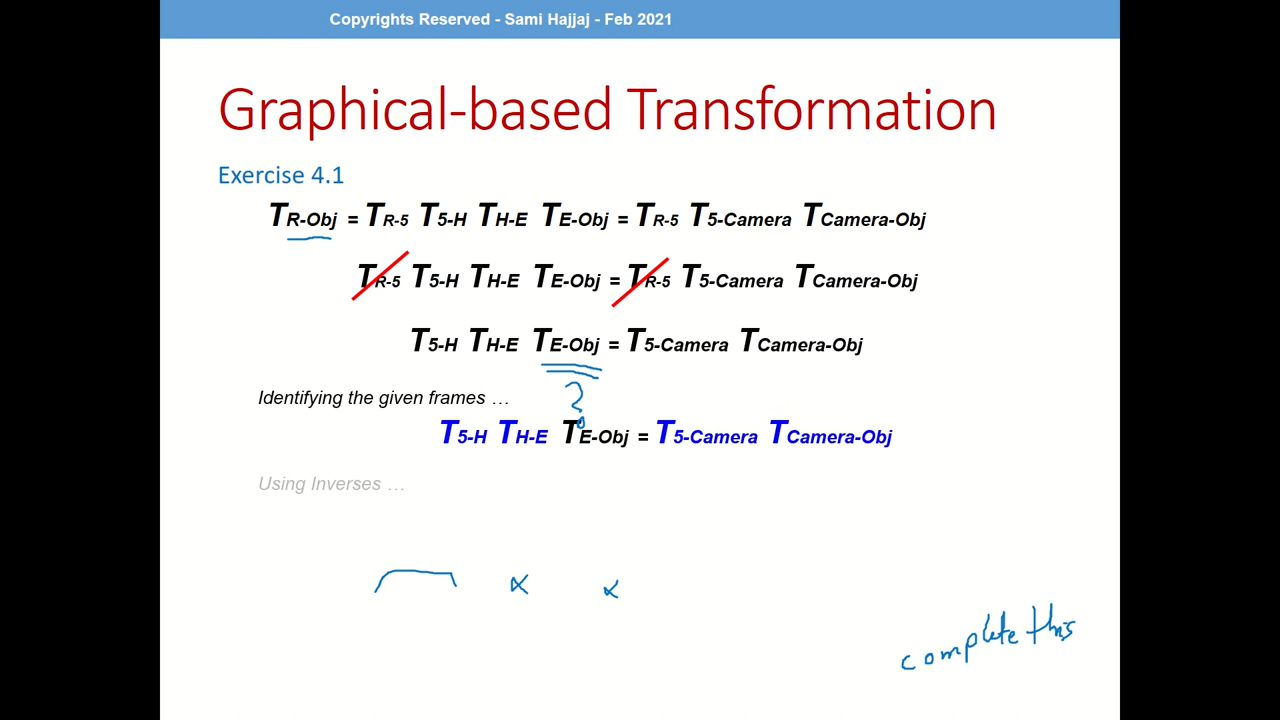 Copyrights Reserved - Sami Hajjaj - Feb 2021
Graphical-based Transformation
Exercise 4.1
TR-Obj = TR-5 T5-H TH-E TE-Obj = TR-5 T5-Camera TCamera-Obj
TR-5 T5-H TH-E TE-Obj = TR-5 T5-Camera TCamera-Obj
T5-H TH-E TE-Obj = T5-Camera TCamera-Obj
?
Identifying the given frames …
T5-H TH-E TE-Obj = T5-Camera TCamera-Obj
Using Inverses …
complete this